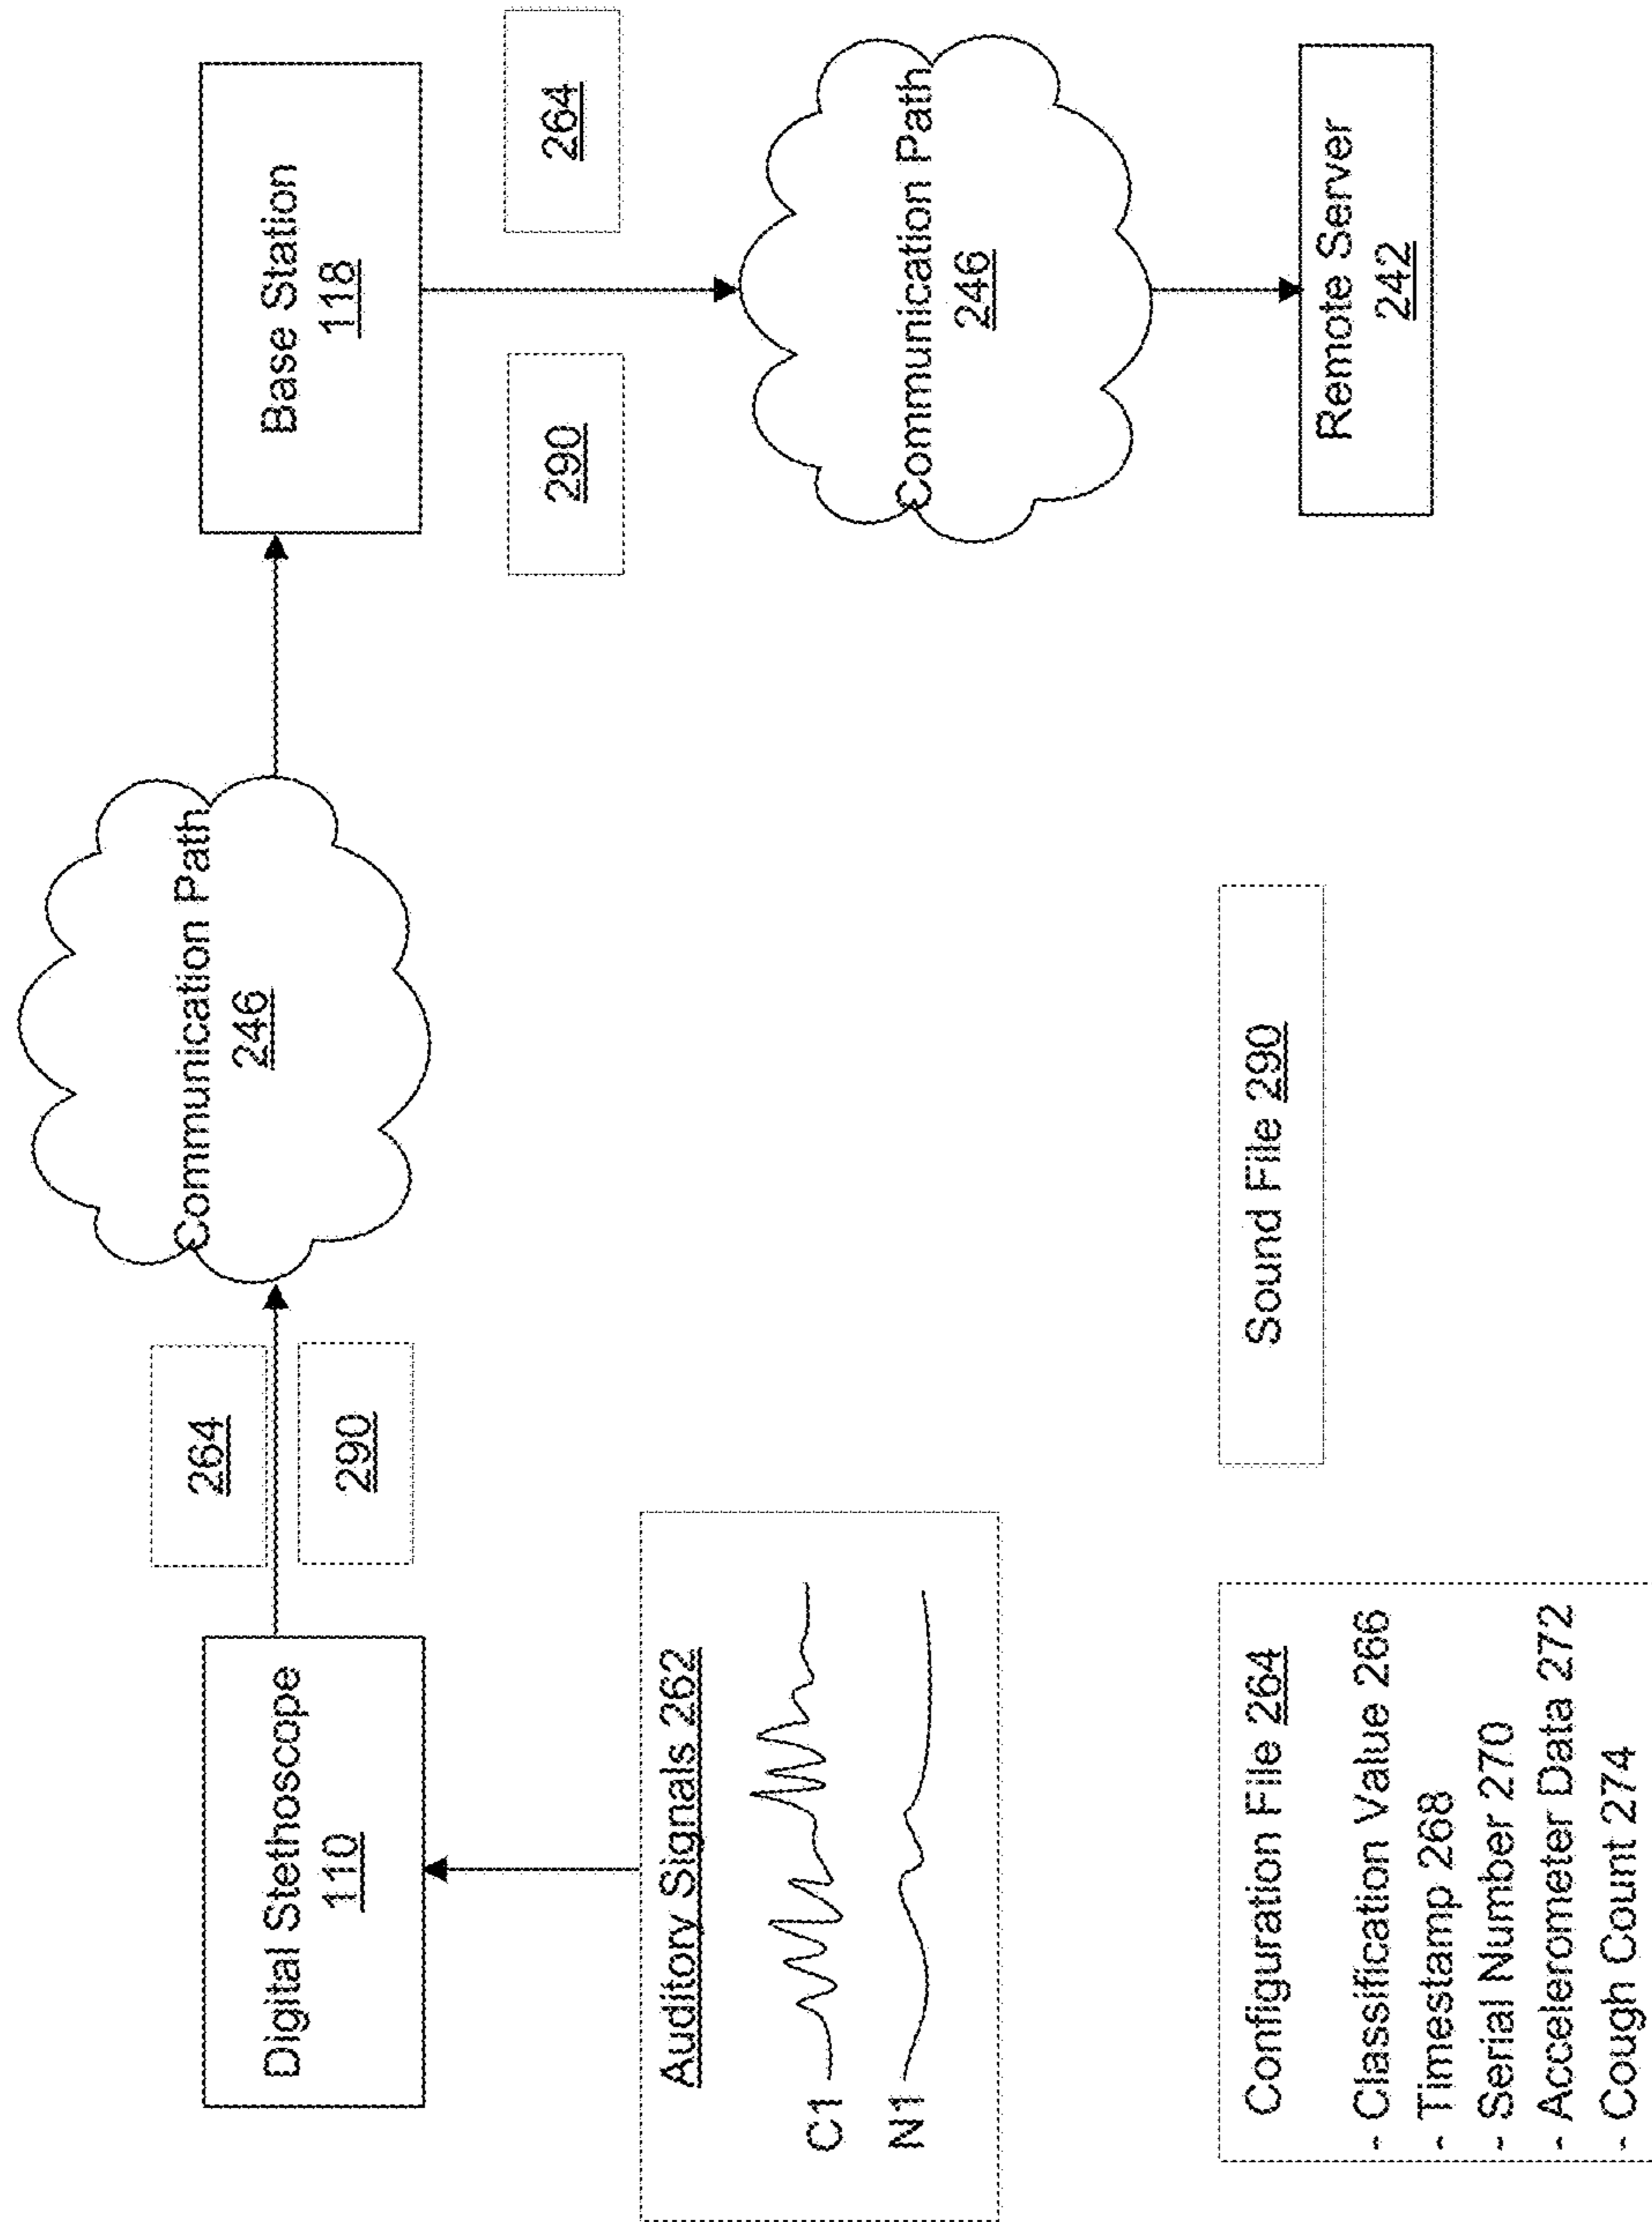 Digital Stethoscope
110
264
290
Communication Path
246
Base Station
118
290
264
Communication Path
246
Remote Server
242
Auditory Signals 262
C1
N1
Configuration File 264
- Classification Value 266
- Timestamp 268
- Serial Number 270
- Accelerometer Data 272
- Cough Count 274
Sound File 290